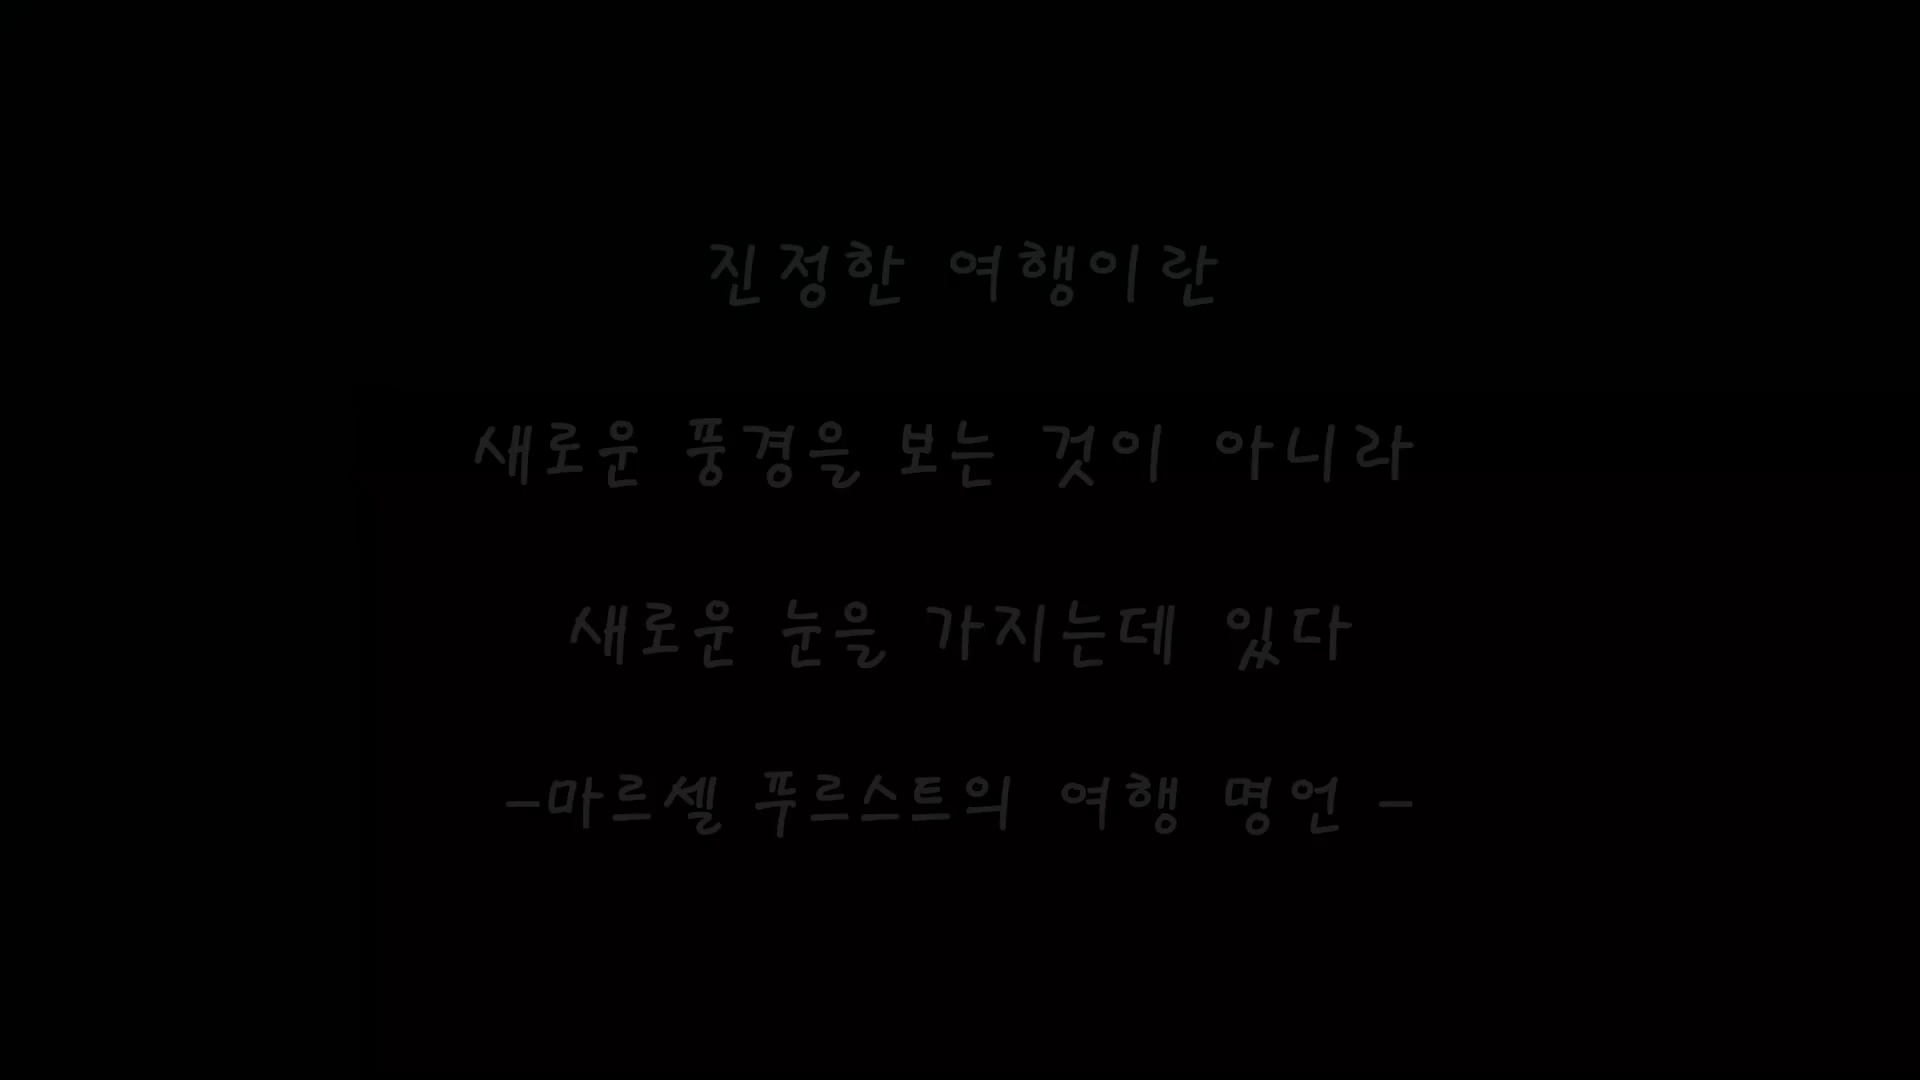 진정한 여행이란
새로운 풍경을 보는 것이 아니라
새로운 눈을 가지는데 있다
-마르셀 푸르스트의 여행 명언 -